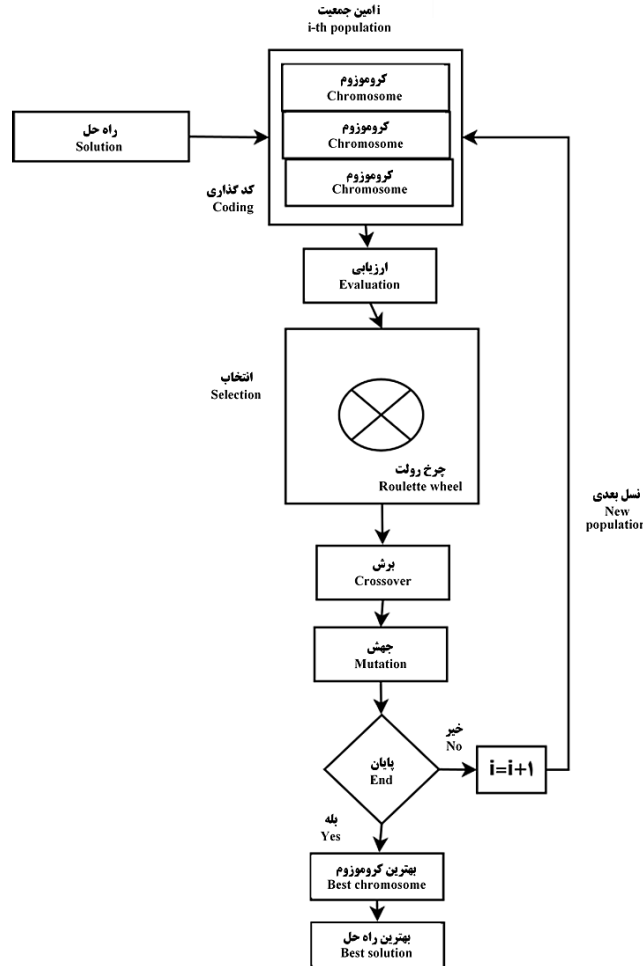 i امین جمعیت
i-th population
کروموزوم
Chromosome
کروموزوم
Chromosome
کروموزوم
Chromosome
راه حل
Solution
کد گذاری
Coding
ارزیابی
Evaluation
انتخاب
Selection
چرخ رولت
Roulette wheel
نسل بعدی
New
population
برش
Crossover
جهش
Mutation
پایان
End
خیر
No
i=i+۱
بله
Yes
بهترین کروموزوم
Best chromosome
بهترین راه حل
Best solution